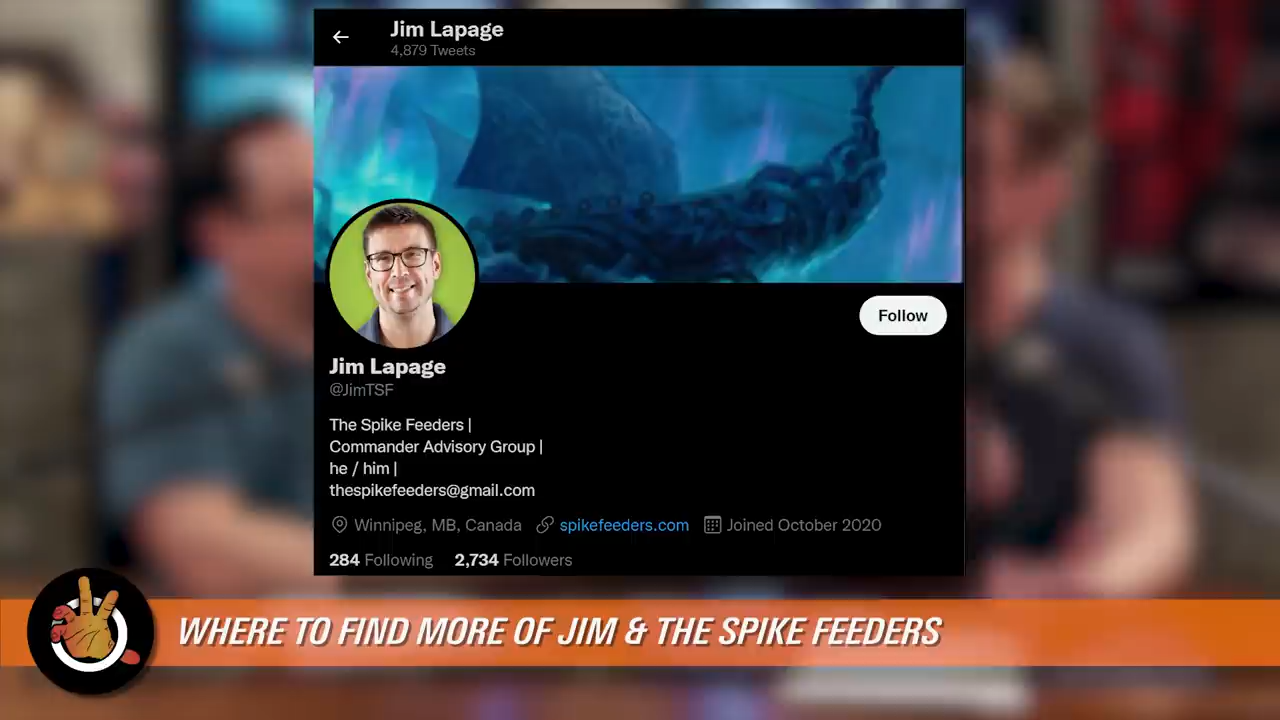 Jim Lapage
4,879 Tweets
Follow
Jim Lapage
@JimTSF
The Spike Feeders |
Commander Advisory Group |
he / him |
thespikefeeders@gmail.com
Winnipeg, MB, Canada spikefeeders.com Joined October 2020
284 Following 2,734 Followers
WHERE TO FIND MORE OF JIM & THE SPIKE FEEDERS